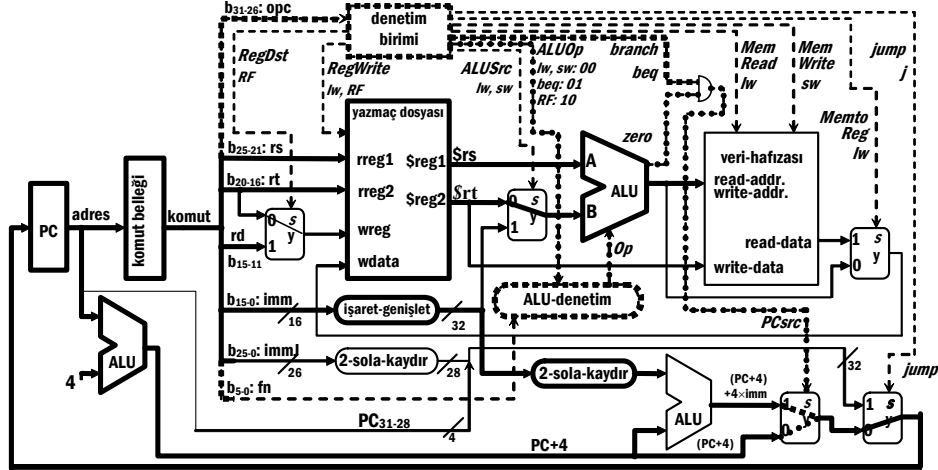 b31-26: opc
denetim
birimi
RegDst
RF
RegWrite
lw, RF
ALUSrc
lw, sw
ALUOp
lw, sw: 00
beq: 01
RF: 10
branch
beq
Mem
Read
lw
Mem
Write
sw
jump
j
Memto
Reg
lw
yazmaç dosyası
b25-21: rs
rreg1
$reg1
$rs
A
zero
veri-hafızası
b20-16: rt
rreg2
$reg2
$rt
ALU
read-addr.
write-addr.
PC
adres
komut belleği
komut
0
s
y
1
wreg
0
s
y
1
B
rd
b15-11
wdata
Op
read-data
write-data
1
s
y
0
b15-0: imm
16
işaret-genişlet
32
ALU-denetim
PCsrc
ALU
4
b25-0: immJ
26
2-sola-kaydır
28
2-sola-kaydır
32
jump
b5-0: fn
PC31-28
4
ALU
(PC+4)
+4×imm
1
s
y
0
1
s
y
0
PC+4
(PC+4)